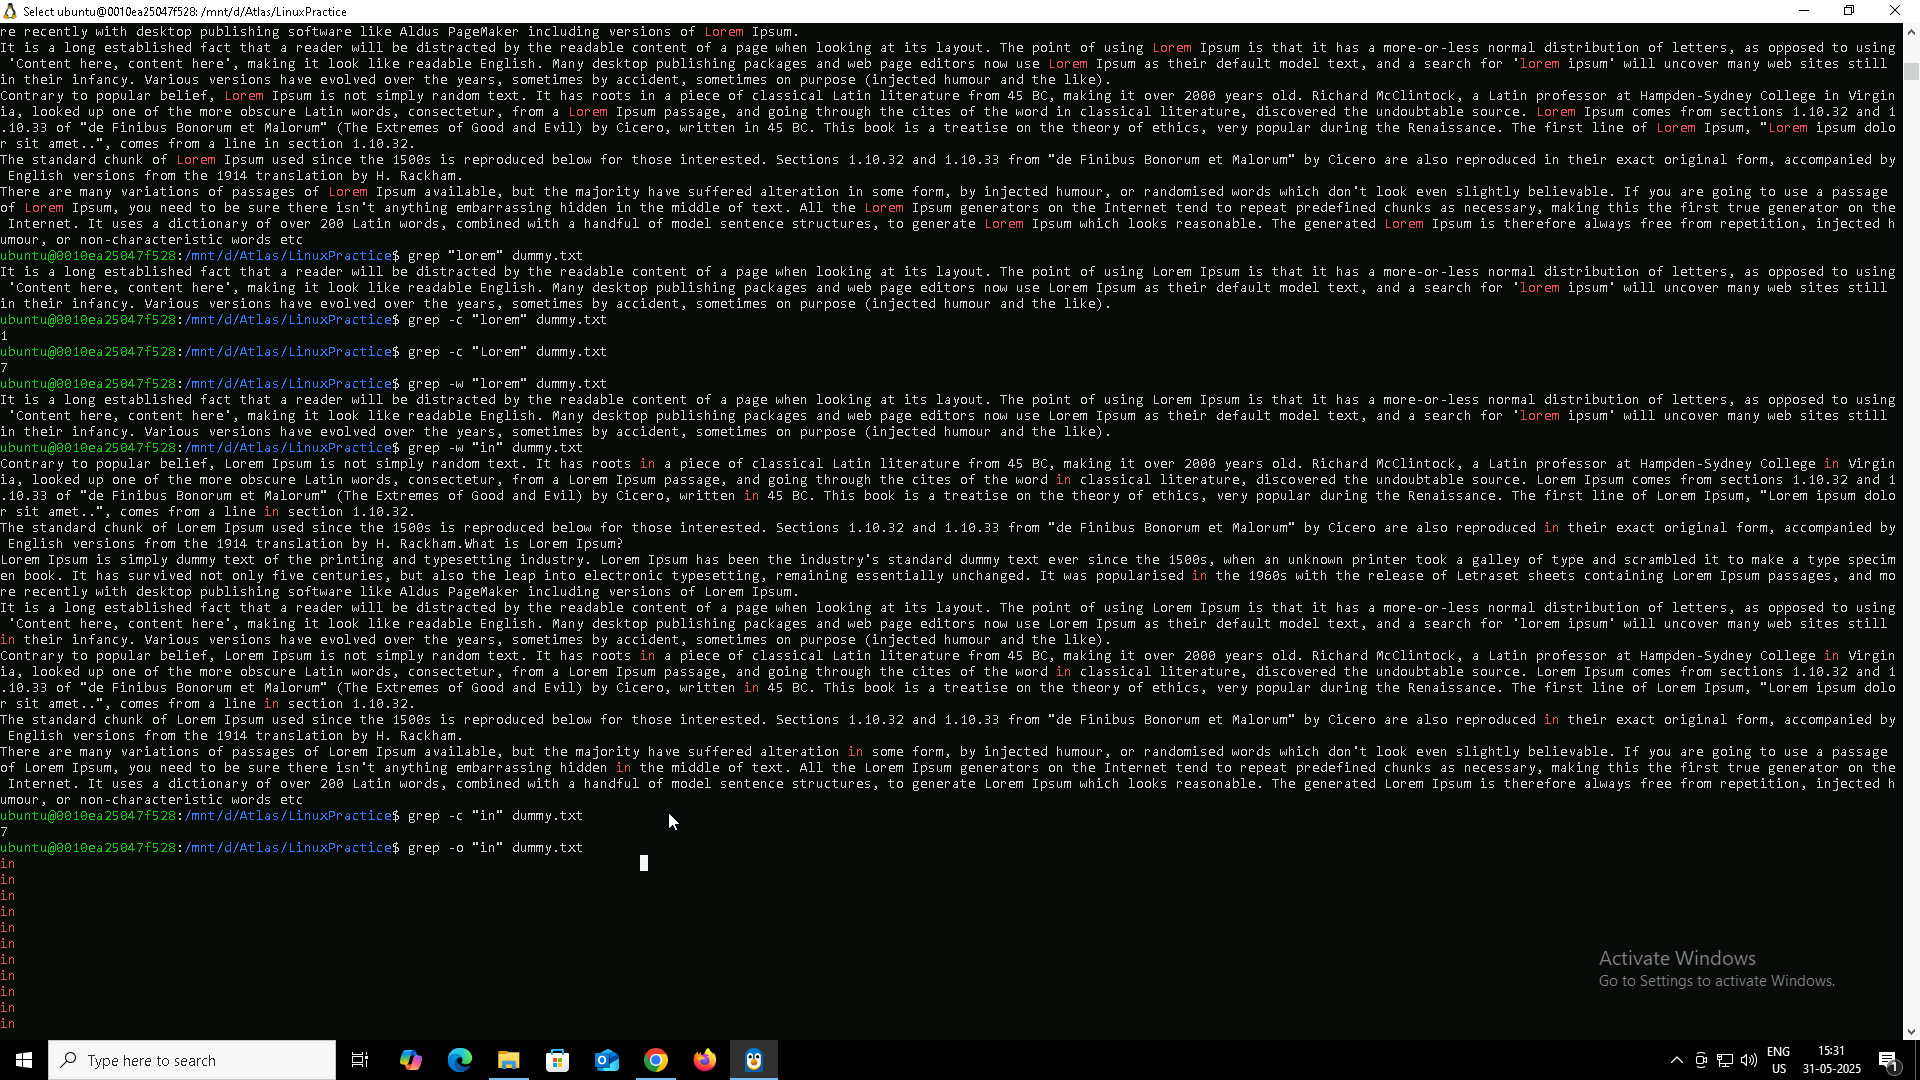 Select ubuntu@0010ea25047f528: /mnt/d/Atlas/LinuxPractice
re recently with desktop publishing software like Aldus PageMaker including versions of Lorem Ipsum.
It is a long established fact that a reader will be distracted by the readable content of a page when looking at its layout. The point of using Lorem Ipsum is that it has a more-or-less normal distribution of letters, as opposed to using
 'Content here, content here', making it look like readable English. Many desktop publishing packages and web page editors now use Lorem Ipsum as their default model text, and a search for 'lorem ipsum' will uncover many web sites still
in their infancy. Various versions have evolved over the years, sometimes by accident, sometimes on purpose (injected humour and the like).
Contrary to popular belief, Lorem Ipsum is not simply random text. It has roots in a piece of classical Latin literature from 45 BC, making it over 2000 years old. Richard McClintock, a Latin professor at Hampden-Sydney College in Virgin
ia, looked up one of the more obscure Latin words, consectetur, from a Lorem Ipsum passage, and going through the cites of the word in classical literature, discovered the undoubtable source. Lorem Ipsum comes from sections 1.10.32 and 1
.10.33 of "de Finibus Bonorum et Malorum" (The Extremes of Good and Evil) by Cicero, written in 45 BC. This book is a treatise on the theory of ethics, very popular during the Renaissance. The first line of Lorem Ipsum, "Lorem ipsum dolo
r sit amet..", comes from a line in section 1.10.32.
The standard chunk of Lorem Ipsum used since the 1500s is reproduced below for those interested. Sections 1.10.32 and 1.10.33 from "de Finibus Bonorum et Malorum" by Cicero are also reproduced in their exact original form, accompanied by
 English versions from the 1914 translation by H. Rackham.
There are many variations of passages of Lorem Ipsum available, but the majority have suffered alteration in some form, by injected humour, or randomised words which don't look even slightly believable. If you are going to use a passage
of Lorem Ipsum, you need to be sure there isn't anything embarrassing hidden in the middle of text. All the Lorem Ipsum generators on the Internet tend to repeat predefined chunks as necessary, making this the first true generator on the
 Internet. It uses a dictionary of over 200 Latin words, combined with a handful of model sentence structures, to generate Lorem Ipsum which looks reasonable. The generated Lorem Ipsum is therefore always free from repetition, injected h
umour, or non-characteristic words etc
ubuntu@0010ea25047f528:/mnt/d/Atlas/LinuxPractice$ grep "lorem" dummy.txt
It is a long established fact that a reader will be distracted by the readable content of a page when looking at its layout. The point of using Lorem Ipsum is that it has a more-or-less normal distribution of letters, as opposed to using
 'Content here, content here', making it look like readable English. Many desktop publishing packages and web page editors now use Lorem Ipsum as their default model text, and a search for 'lorem ipsum' will uncover many web sites still
in their infancy. Various versions have evolved over the years, sometimes by accident, sometimes on purpose (injected humour and the like).
ubuntu@0010ea25047f528:/mnt/d/Atlas/LinuxPractice$ grep -c "lorem" dummy.txt
1
ubuntu@0010ea25047f528:/mnt/d/Atlas/LinuxPractice$ grep -c "Lorem" dummy.txt
7
ubuntu@0010ea25047f528:/mnt/d/Atlas/LinuxPractice$ grep -w "lorem" dummy.txt
It is a long established fact that a reader will be distracted by the readable content of a page when looking at its layout. The point of using Lorem Ipsum is that it has a more-or-less normal distribution of letters, as opposed to using
 'Content here, content here', making it look like readable English. Many desktop publishing packages and web page editors now use Lorem Ipsum as their default model text, and a search for 'lorem ipsum' will uncover many web sites still
in their infancy. Various versions have evolved over the years, sometimes by accident, sometimes on purpose (injected humour and the like).
ubuntu@0010ea25047f528:/mnt/d/Atlas/LinuxPractice$ grep -w "in" dummy.txt
Contrary to popular belief, Lorem Ipsum is not simply random text. It has roots in a piece of classical Latin literature from 45 BC, making it over 2000 years old. Richard McClintock, a Latin professor at Hampden-Sydney College in Virgin
ia, looked up one of the more obscure Latin words, consectetur, from a Lorem Ipsum passage, and going through the cites of the word in classical literature, discovered the undoubtable source. Lorem Ipsum comes from sections 1.10.32 and 1
.10.33 of "de Finibus Bonorum et Malorum" (The Extremes of Good and Evil) by Cicero, written in 45 BC. This book is a treatise on the theory of ethics, very popular during the Renaissance. The first line of Lorem Ipsum, "Lorem ipsum dolo
r sit amet..", comes from a line in section 1.10.32.
The standard chunk of Lorem Ipsum used since the 1500s is reproduced below for those interested. Sections 1.10.32 and 1.10.33 from "de Finibus Bonorum et Malorum" by Cicero are also reproduced in their exact original form, accompanied by
 English versions from the 1914 translation by H. Rackham.What is Lorem Ipsum?
Lorem Ipsum is simply dummy text of the printing and typesetting industry. Lorem Ipsum has been the industry's standard dummy text ever since the 1500s, when an unknown printer took a galley of type and scrambled it to make a type specim
en book. It has survived not only five centuries, but also the leap into electronic typesetting, remaining essentially unchanged. It was popularised in the 1960s with the release of Letraset sheets containing Lorem Ipsum passages, and mo
re recently with desktop publishing software like Aldus PageMaker including versions of Lorem Ipsum.
It is a long established fact that a reader will be distracted by the readable content of a page when looking at its layout. The point of using Lorem Ipsum is that it has a more-or-less normal distribution of letters, as opposed to using
 'Content here, content here', making it look like readable English. Many desktop publishing packages and web page editors now use Lorem Ipsum as their default model text, and a search for 'lorem ipsum' will uncover many web sites still
in their infancy. Various versions have evolved over the years, sometimes by accident, sometimes on purpose (injected humour and the like).
Contrary to popular belief, Lorem Ipsum is not simply random text. It has roots in a piece of classical Latin literature from 45 BC, making it over 2000 years old. Richard McClintock, a Latin professor at Hampden-Sydney College in Virgin
ia, looked up one of the more obscure Latin words, consectetur, from a Lorem Ipsum passage, and going through the cites of the word in classical literature, discovered the undoubtable source. Lorem Ipsum comes from sections 1.10.32 and 1
.10.33 of "de Finibus Bonorum et Malorum" (The Extremes of Good and Evil) by Cicero, written in 45 BC. This book is a treatise on the theory of ethics, very popular during the Renaissance. The first line of Lorem Ipsum, "Lorem ipsum dolo
r sit amet..", comes from a line in section 1.10.32.
The standard chunk of Lorem Ipsum used since the 1500s is reproduced below for those interested. Sections 1.10.32 and 1.10.33 from "de Finibus Bonorum et Malorum" by Cicero are also reproduced in their exact original form, accompanied by
 English versions from the 1914 translation by H. Rackham.
There are many variations of passages of Lorem Ipsum available, but the majority have suffered alteration in some form, by injected humour, or randomised words which don't look even slightly believable. If you are going to use a passage
of Lorem Ipsum, you need to be sure there isn't anything embarrassing hidden in the middle of text. All the Lorem Ipsum generators on the Internet tend to repeat predefined chunks as necessary, making this the first true generator on the
 Internet. It uses a dictionary of over 200 Latin words, combined with a handful of model sentence structures, to generate Lorem Ipsum which looks reasonable. The generated Lorem Ipsum is therefore always free from repetition, injected h
umour, or non-characteristic words etc
ubuntu@0010ea25047f528:/mnt/d/Atlas/LinuxPractice$ grep -c "in" dummy.txt
7
ubuntu@0010ea25047f528:/mnt/d/Atlas/LinuxPractice$ grep -o "in" dummy.txt
in
in
in
in
in
in
in
in
in
in
in
Activate Windows
Go to Settings to activate Windows.
Type here to search
ENG
US
15:31
31-05-2025
1